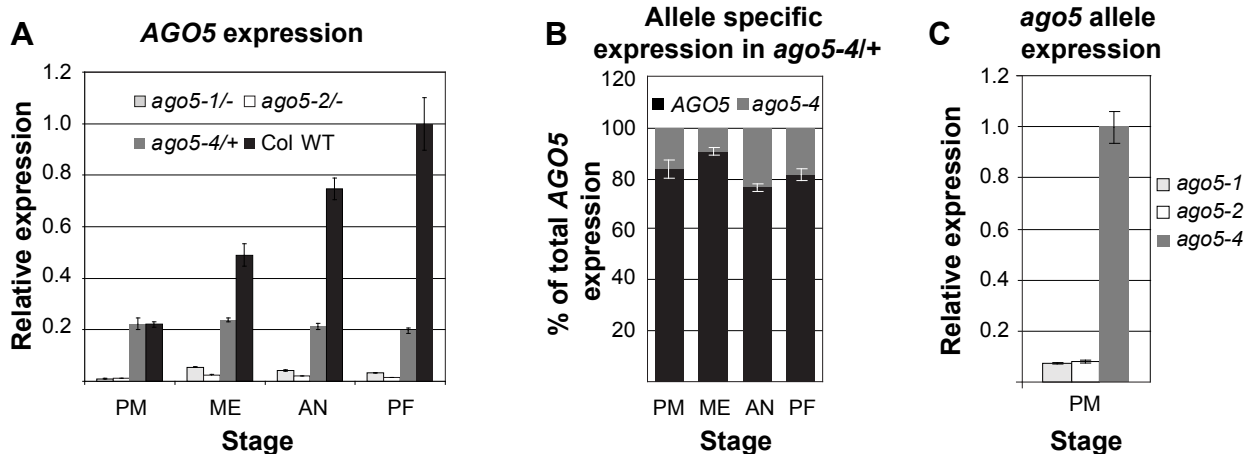 A
AGO5 expression
Relative expression
1.2
1.0
0.8
0.6
0.4
0.2
ago5-1/-
ago5-2/-
ago5-4/+
Col WT
PM ME AN PF
Stage
B
Allele specific
expression in ago5-4/+
% of total AGO5
expression
120
100
80
60
40
20
AGO5
ago5-4
PM ME AN PF
Stage
C
ago5 allele
expression
Relative expression
1.2
1.0
0.8
0.6
0.4
0.2
PM
Stage
ago5-1
ago5-2
ago5-4